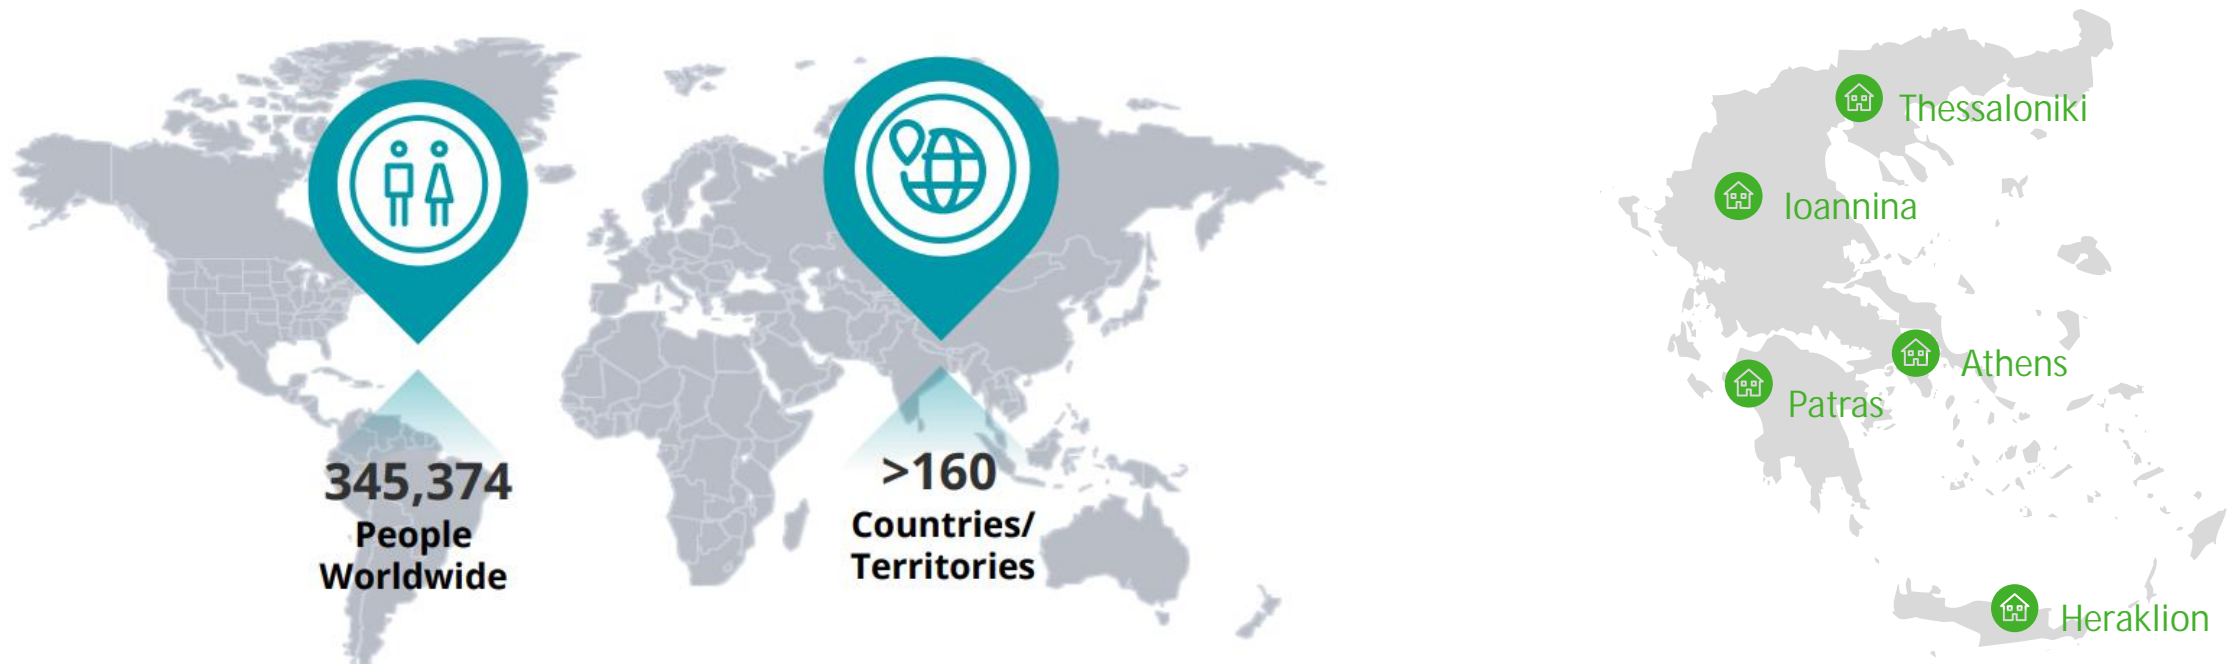 345,374
People
Worldwide
>160
Countries/
Territories
Thessaloniki
Ioannina
Athens
Patras
Heraklion